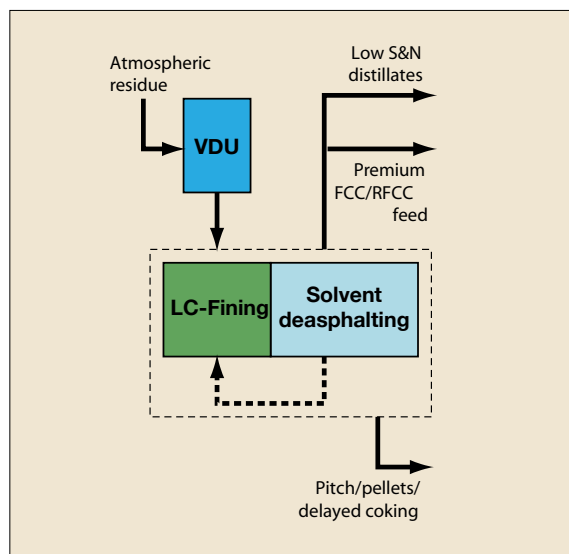 Atmospheric
residue
VDU
Low S&N
distillates
Premium
FCC/RFCC
feed
LC-Fining
Solvent
deasphalting
Pitch/pellets/
delayed coking